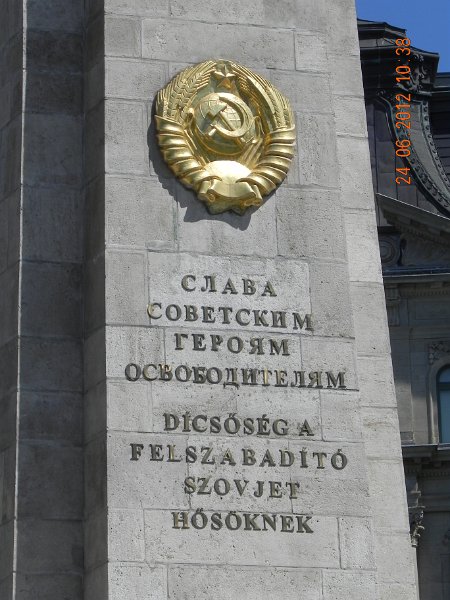 24 06 2012 10:38
СЛАВА
СОВЕТСКИМ
ГЕРОЯМ
ОСВОБОДИТЕЛЯМ
DÍCSŐSÉG A
FELSZABADÍTÓ
SZOVJET
HŐSÖKNEK